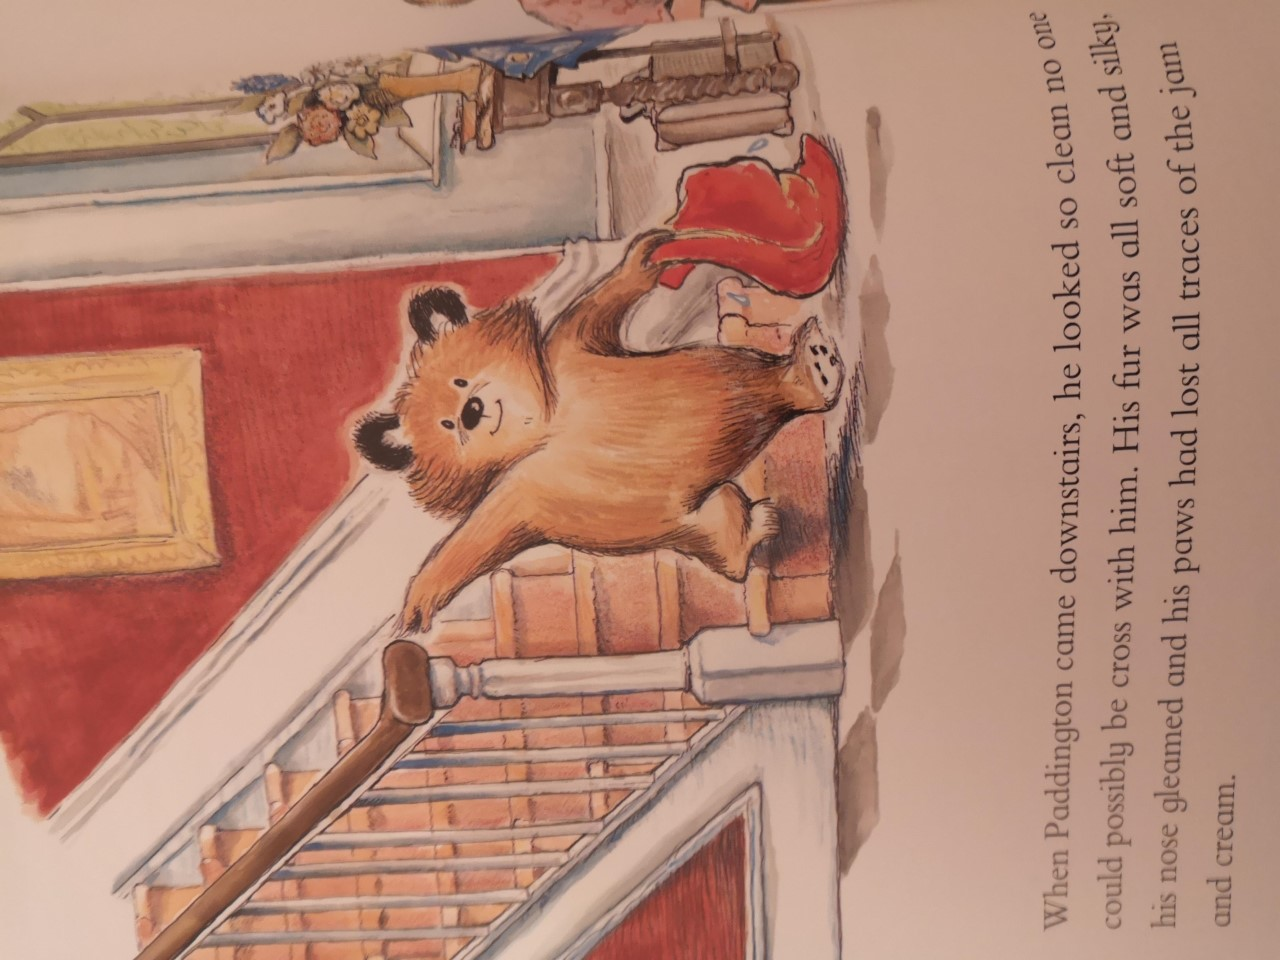 When Paddington came downstairs, he looked so clean no one
could possibly be cross with him. His fur was all soft and silky,
his nose gleamed and his paws had lost all traces of the jam
and cream.